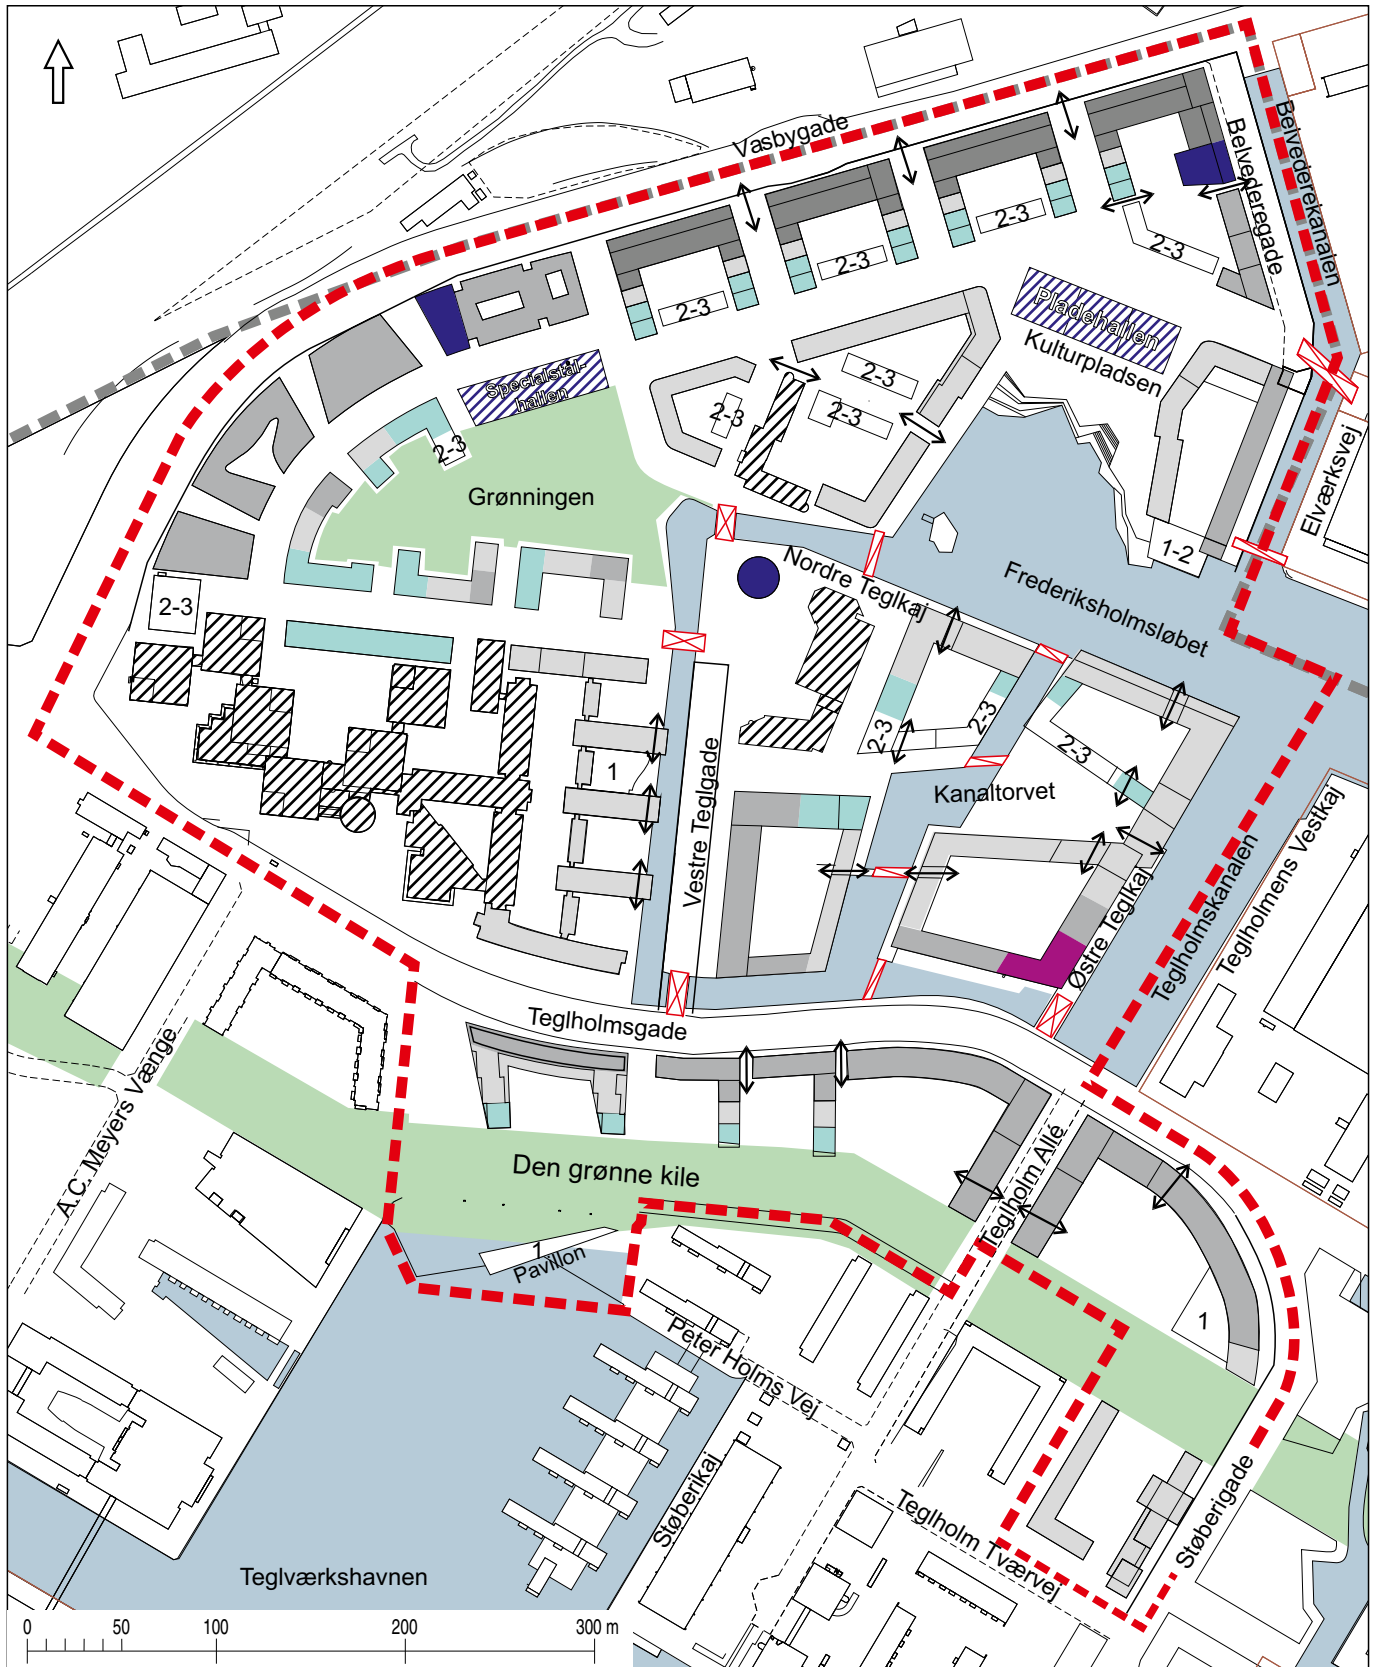 Vasbygade
Belvederekanalen
Belvederegade
2-3
2-3
2-3
2-3
Pladehallen
Kulturpladsen
Specialstål-
hallen
2-3
2-3
2-3
2-3
Elværksvej
Grønningen
1-2
Nordre Teglkaj
Frederiksholmsløbet
2-3
2-3
2-3
2-3
1
Kanaltorvet
Vestre Teglgade
Østre Teglkaj
Teglholmskanalen
Teglholmens Vestkaj
Teglholmsgade
A.C. Meyers Vænge
Den grønne kile
Teglholm Allé
1
Pavillon
1
Peter Holms Vej
Støberikaj
Teglholm Tværvej
Støberigade
Teglværkshavnen
0 50 100 200 300 m